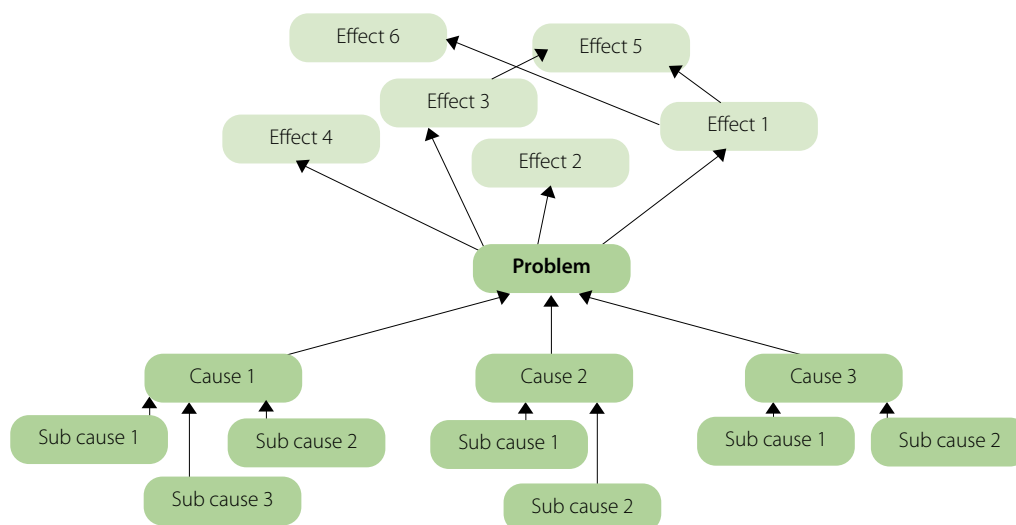 Effect 6
Effect 5
Effect 3
Effect 1
Effect 4
Effect 2
Problem
Cause 1
Cause 2
Cause 3
Sub cause 1
Sub cause 2
Sub cause 1
Sub cause 1
Sub cause 2
Sub cause 3
Sub cause 2